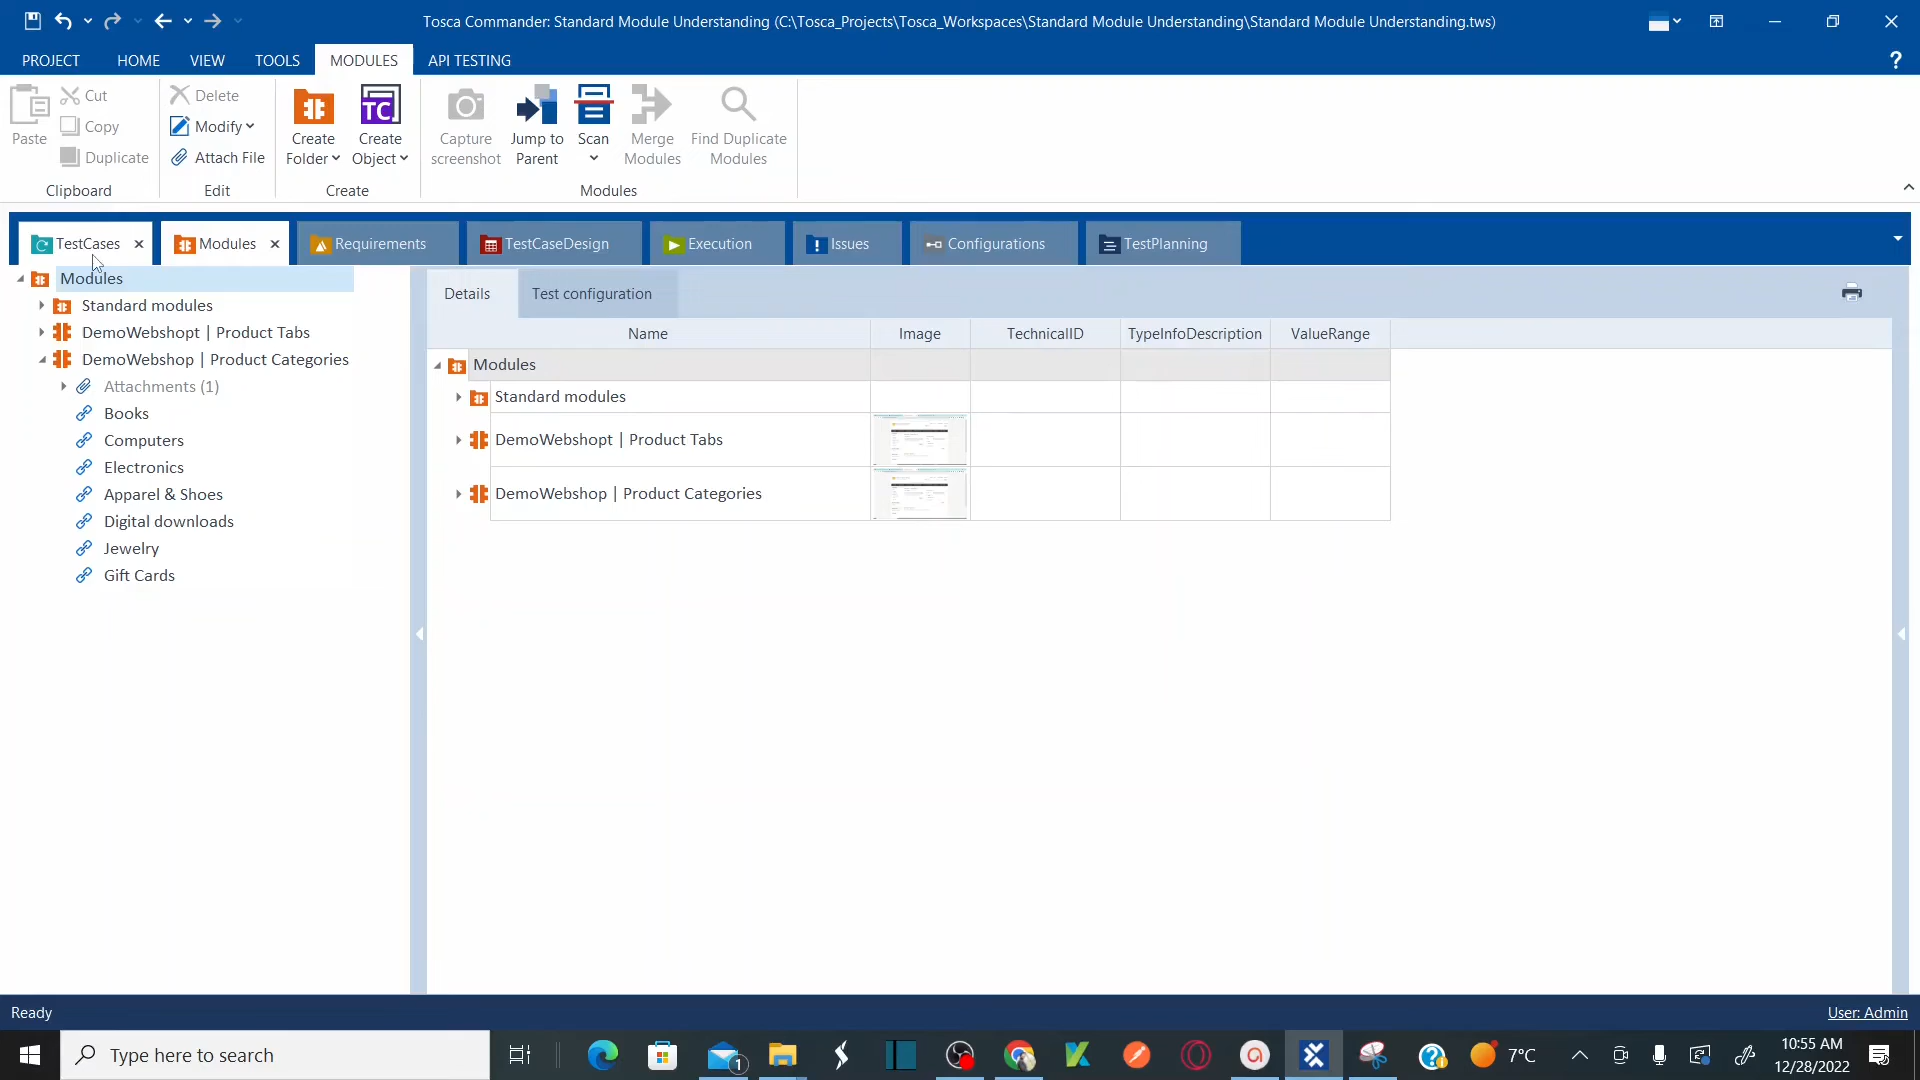 Tosca Commander: Standard Module Understanding (C:\Tosca_Projects\Tosca_Workspaces\Standard Module Understanding\Standard Module Understanding.tws)
PROJECT HOME VIEW TOOLS MODULES API TESTING ?
Paste
Cut
Copy
Duplicate
Clipboard
Delete
Modify
Attach File
Edit
Create Folder
TC
Create Object
Create
Capture screenshot
Jump to Parent
Scan
Merge Modules
Find Duplicate Modules
Modules
TestCases Modules Requirements TestCaseDesign Execution Issues Configurations TestPlanning
Modules
Standard modules
DemoWebshopt | Product Tabs
DemoWebshop | Product Categories
Attachments (1)
Books
Computers
Electronics
Apparel & Shoes
Digital downloads
Jewelry
Gift Cards
Details Test configuration
Name Image TechnicalID TypeInfoDescription ValueRange
Modules
Standard modules
DemoWebshopt | Product Tabs
DemoWebshop | Product Categories
Ready
User: Admin
Type here to search
1
7°C
10:55 AM
12/28/2022